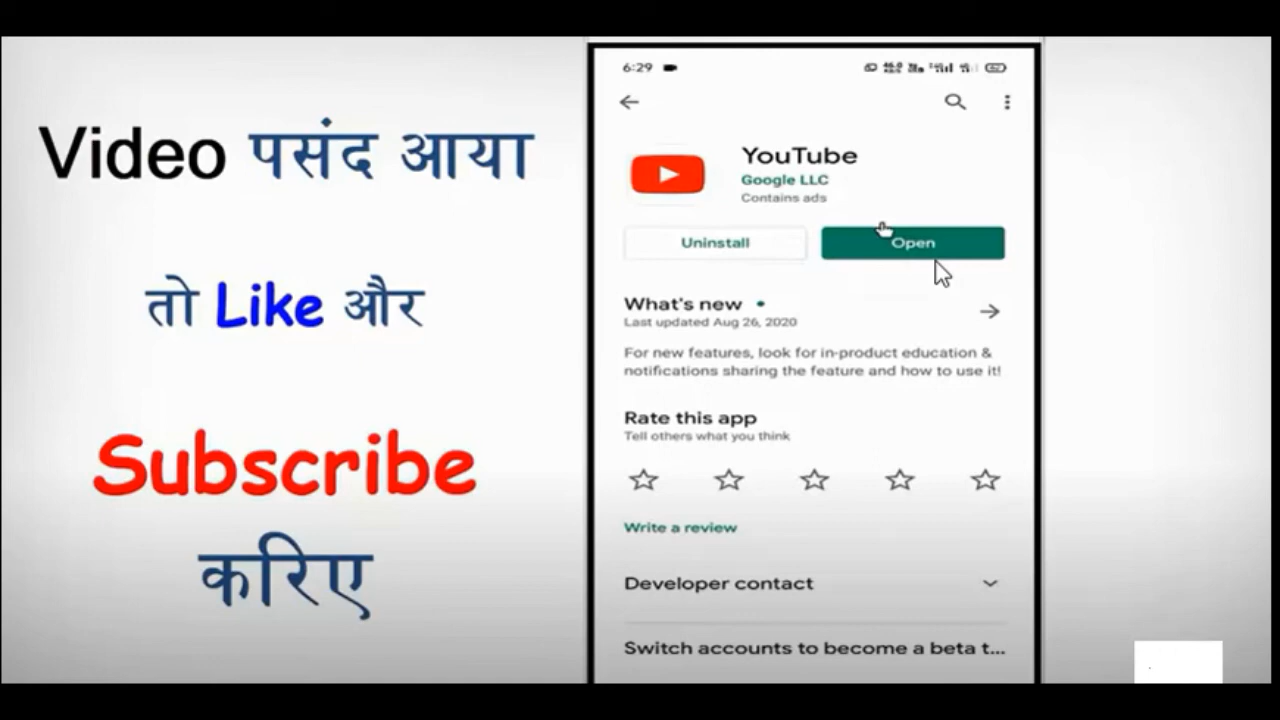 Video पसंद आया
तो Like और
Subscribe
करिए
6:29
YouTube
Google LLC
Contains ads
Uninstall
Open
What's new
Last updated Aug 26, 2020
For new features, look for in-product education &
notifications sharing the feature and how to use it!
Rate this app
Tell others what you think
Write a review
Developer contact
Switch accounts to become a beta t...